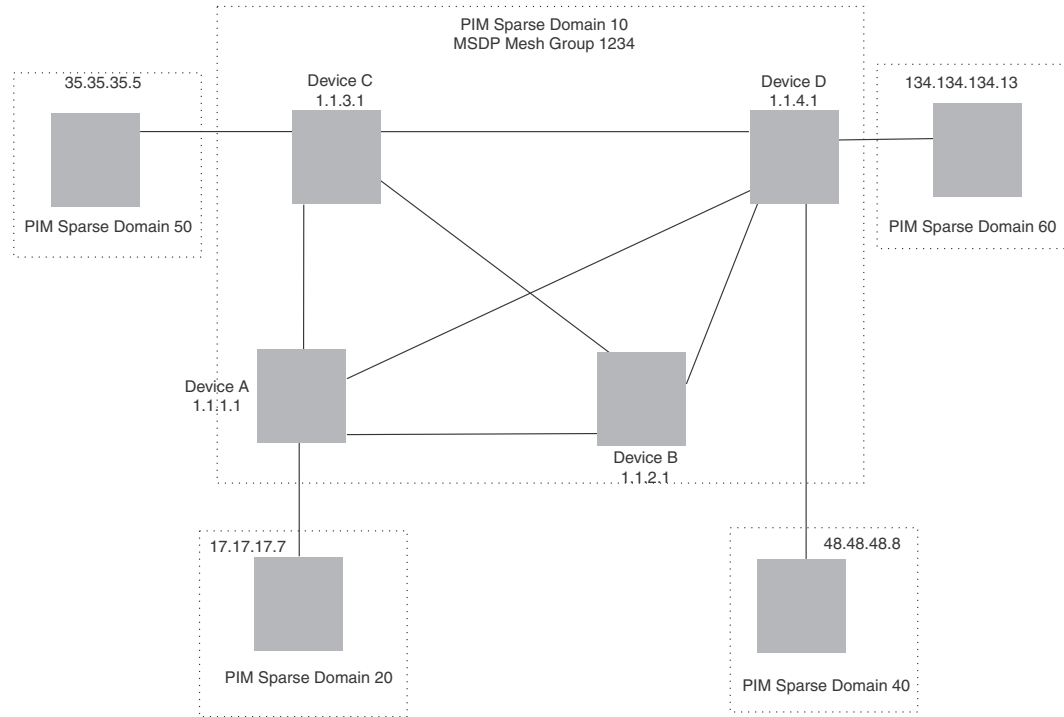 PIM Sparse Domain 10
MSDP Mesh Group 1234
35.35.35.5
Device C
1.1.3.1
Device D
1.1.4.1
134.134.134.13
PIM Sparse Domain 50
PIM Sparse Domain 60
Device A
1.1.1.1
Device B
1.1.2.1
17.17.17.7
48.48.48.8
PIM Sparse Domain 20
PIM Sparse Domain 40